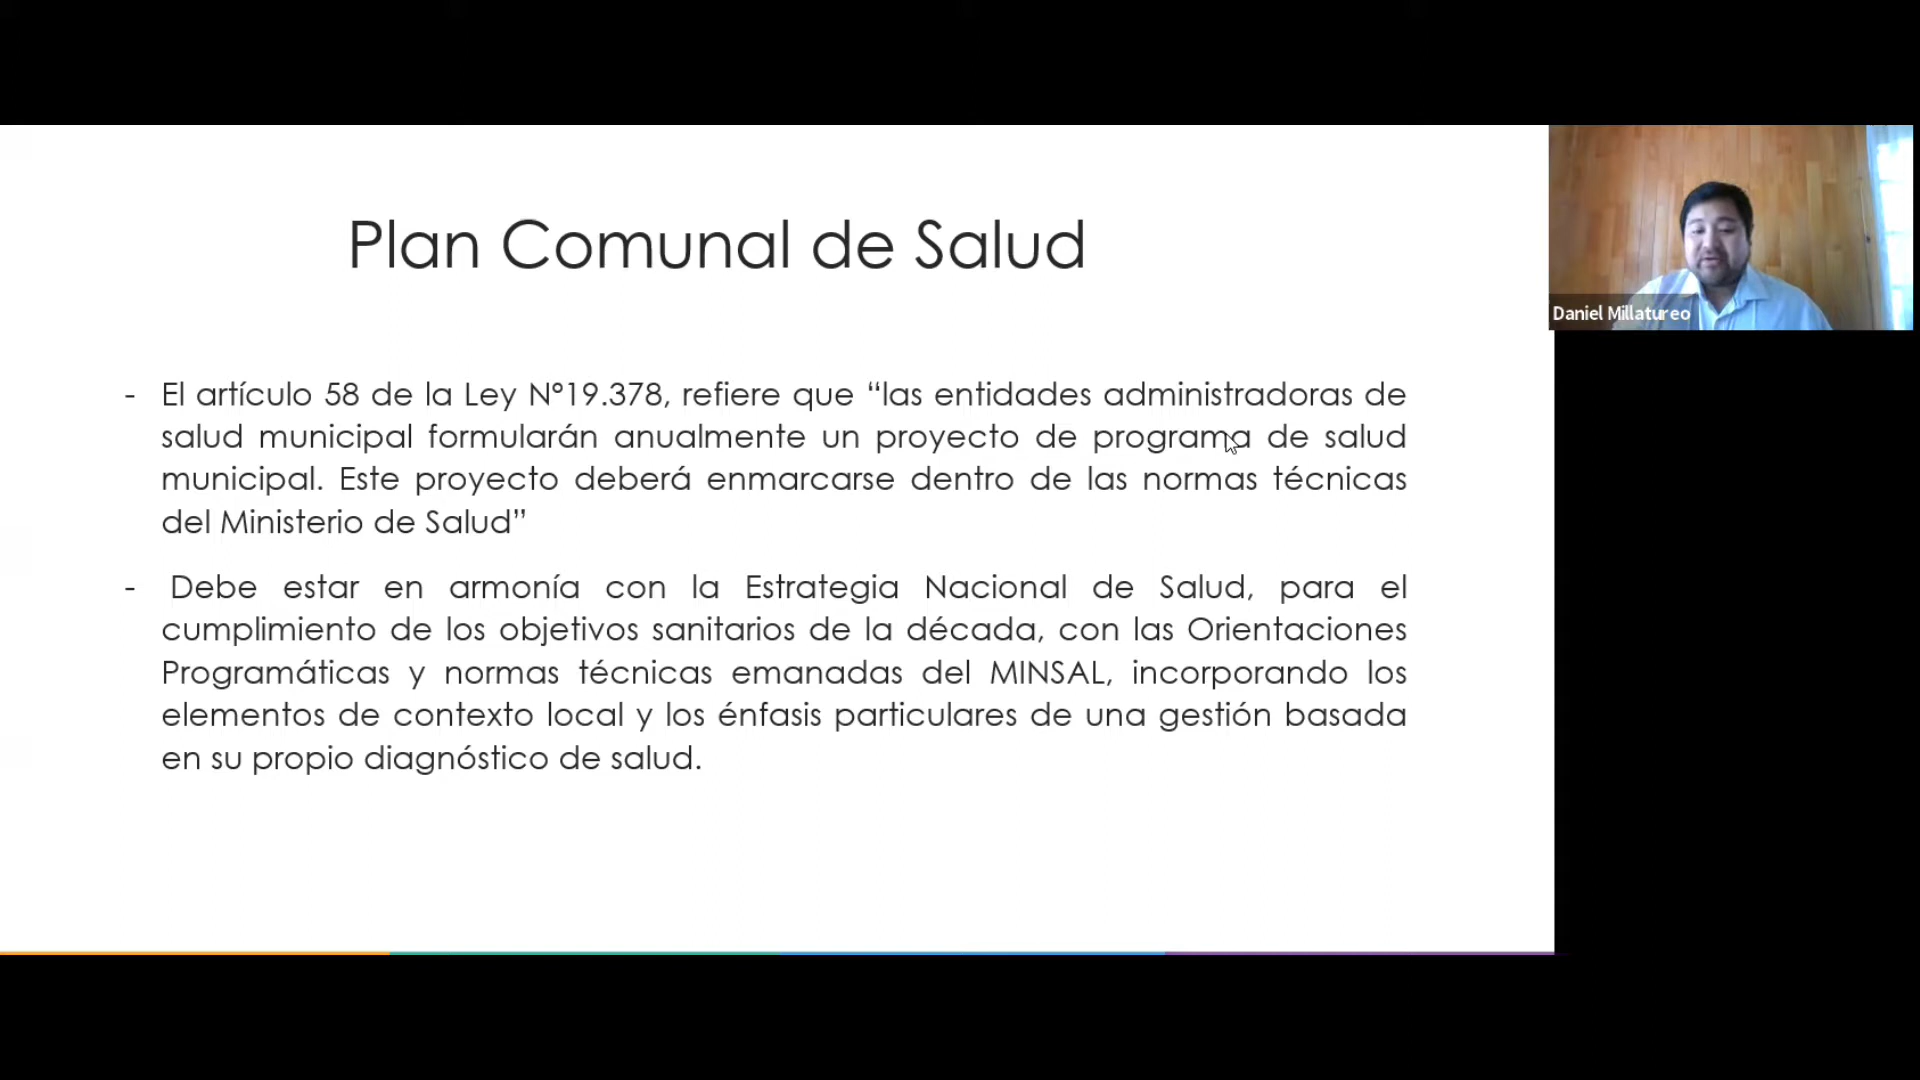 Plan Comunal de Salud
Daniel Millatureo
- El artículo 58 de la Ley N°19.378, refiere que “las entidades administradoras de
salud municipal formularán anualmente un proyecto de programa de salud
municipal. Este proyecto deberá enmarcarse dentro de las normas técnicas
del Ministerio de Salud”
- Debe estar en armonía con la Estrategia Nacional de Salud, para el
cumplimiento de los objetivos sanitarios de la década, con las Orientaciones
Programáticas y normas técnicas emanadas del MINSAL, incorporando los
elementos de contexto local y los énfasis particulares de una gestión basada
en su propio diagnóstico de salud.